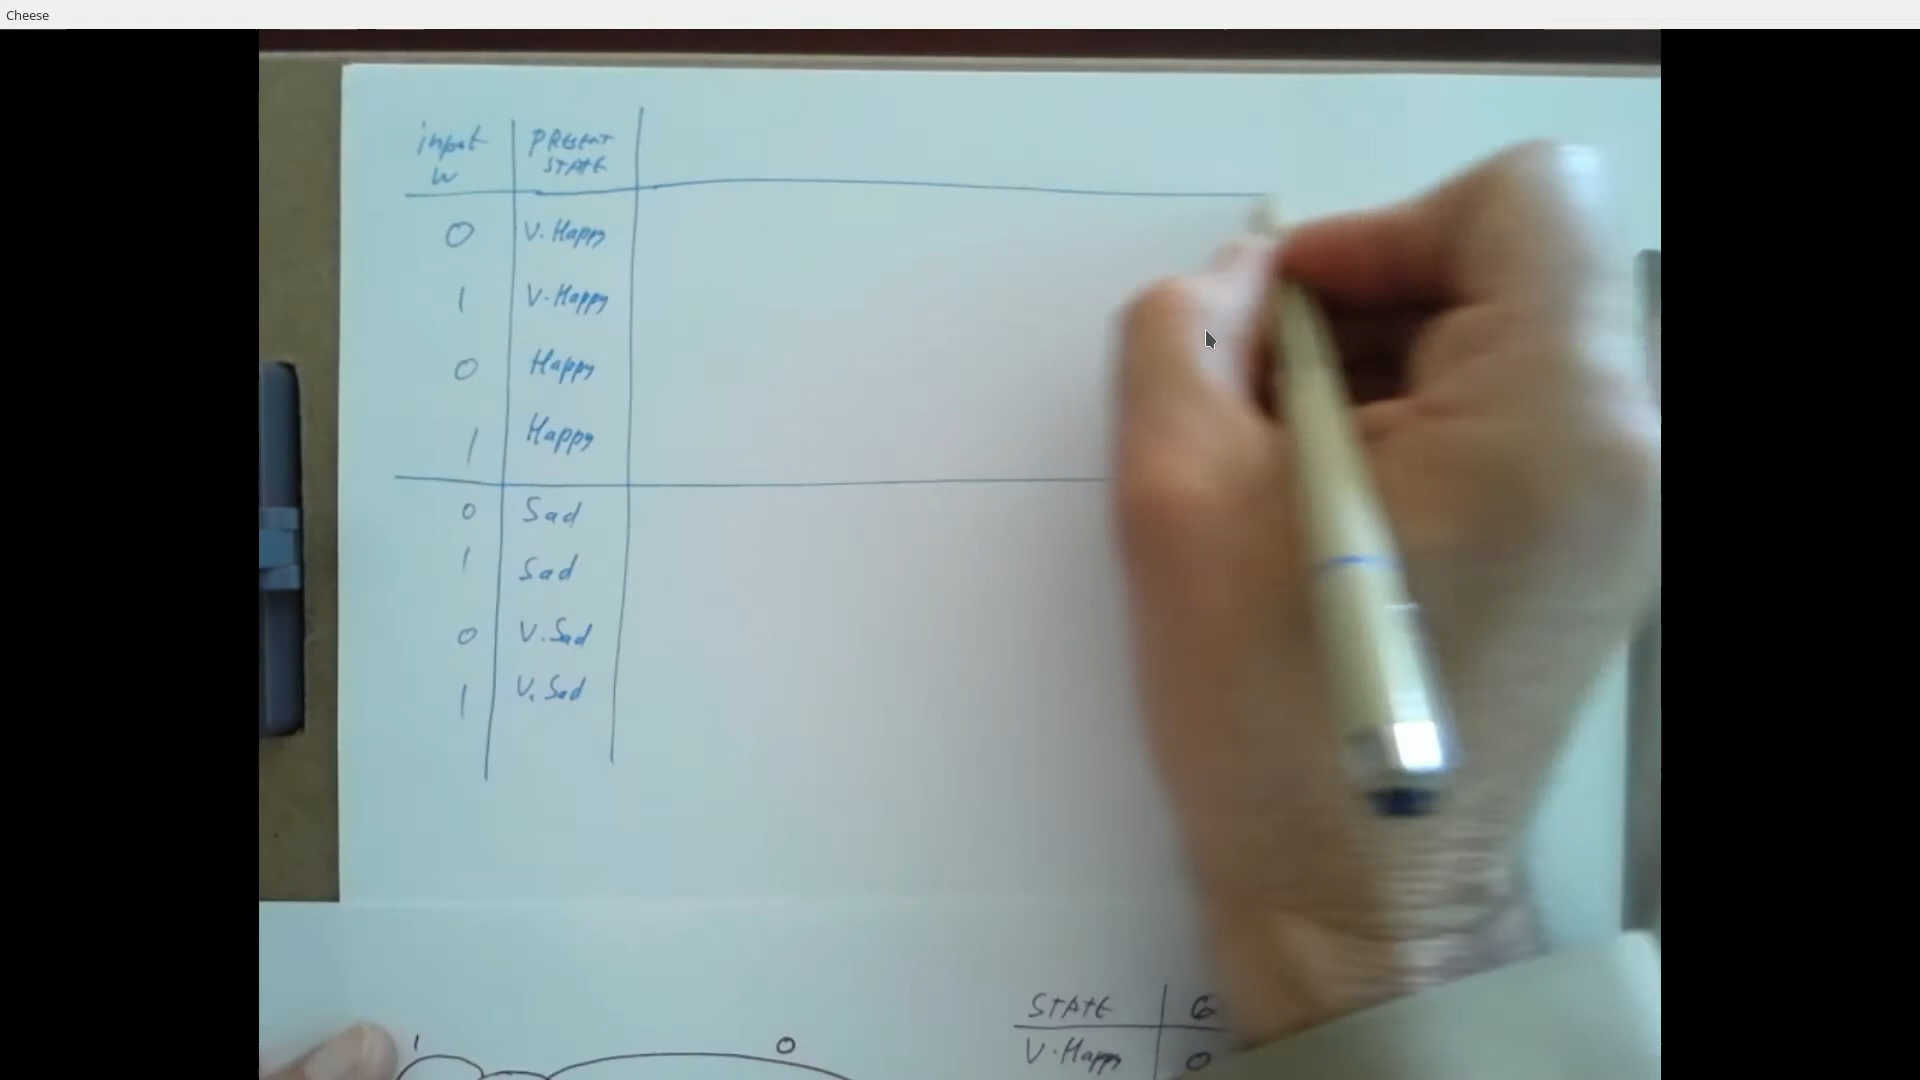 Cheese
input W | PRESENT STATE
0 | V. Happy
1 | V. Happy
0 | Happy
1 | Happy
0 | Sad
1 | Sad
0 | V. Sad
1 | V. Sad
STATE
V. Happy | 0
1
0